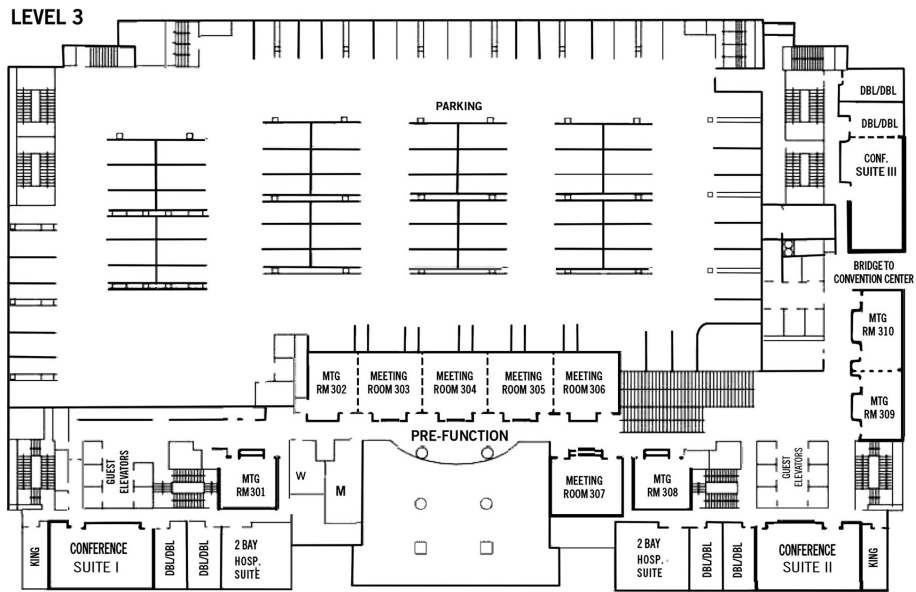 LEVEL 3
PARKING
DBL/DBL
DBL/DBL
CONF.
SUITE III
BRIDGE TO
CONVENTION CENTER
MTG
RM 310
MTG
RM 309
MTG
RM 302
MEETING
ROOM 303
MEETING
ROOM 304
MEETING
ROOM 305
MEETING
ROOM 306
PRE-FUNCTION
GUEST
ELEVATORS
MTG
RM 301
W
M
MEETING
ROOM 307
MTG
RM 308
GUEST
ELEVATORS
KING
CONFERENCE
SUITE I
DBL/DBL
DBL/DBL
2 BAY
HOSP.
SUITE
2 BAY
HOSP.
SUITE
DBL/DBL
DBL/DBL
CONFERENCE
SUITE II
KING